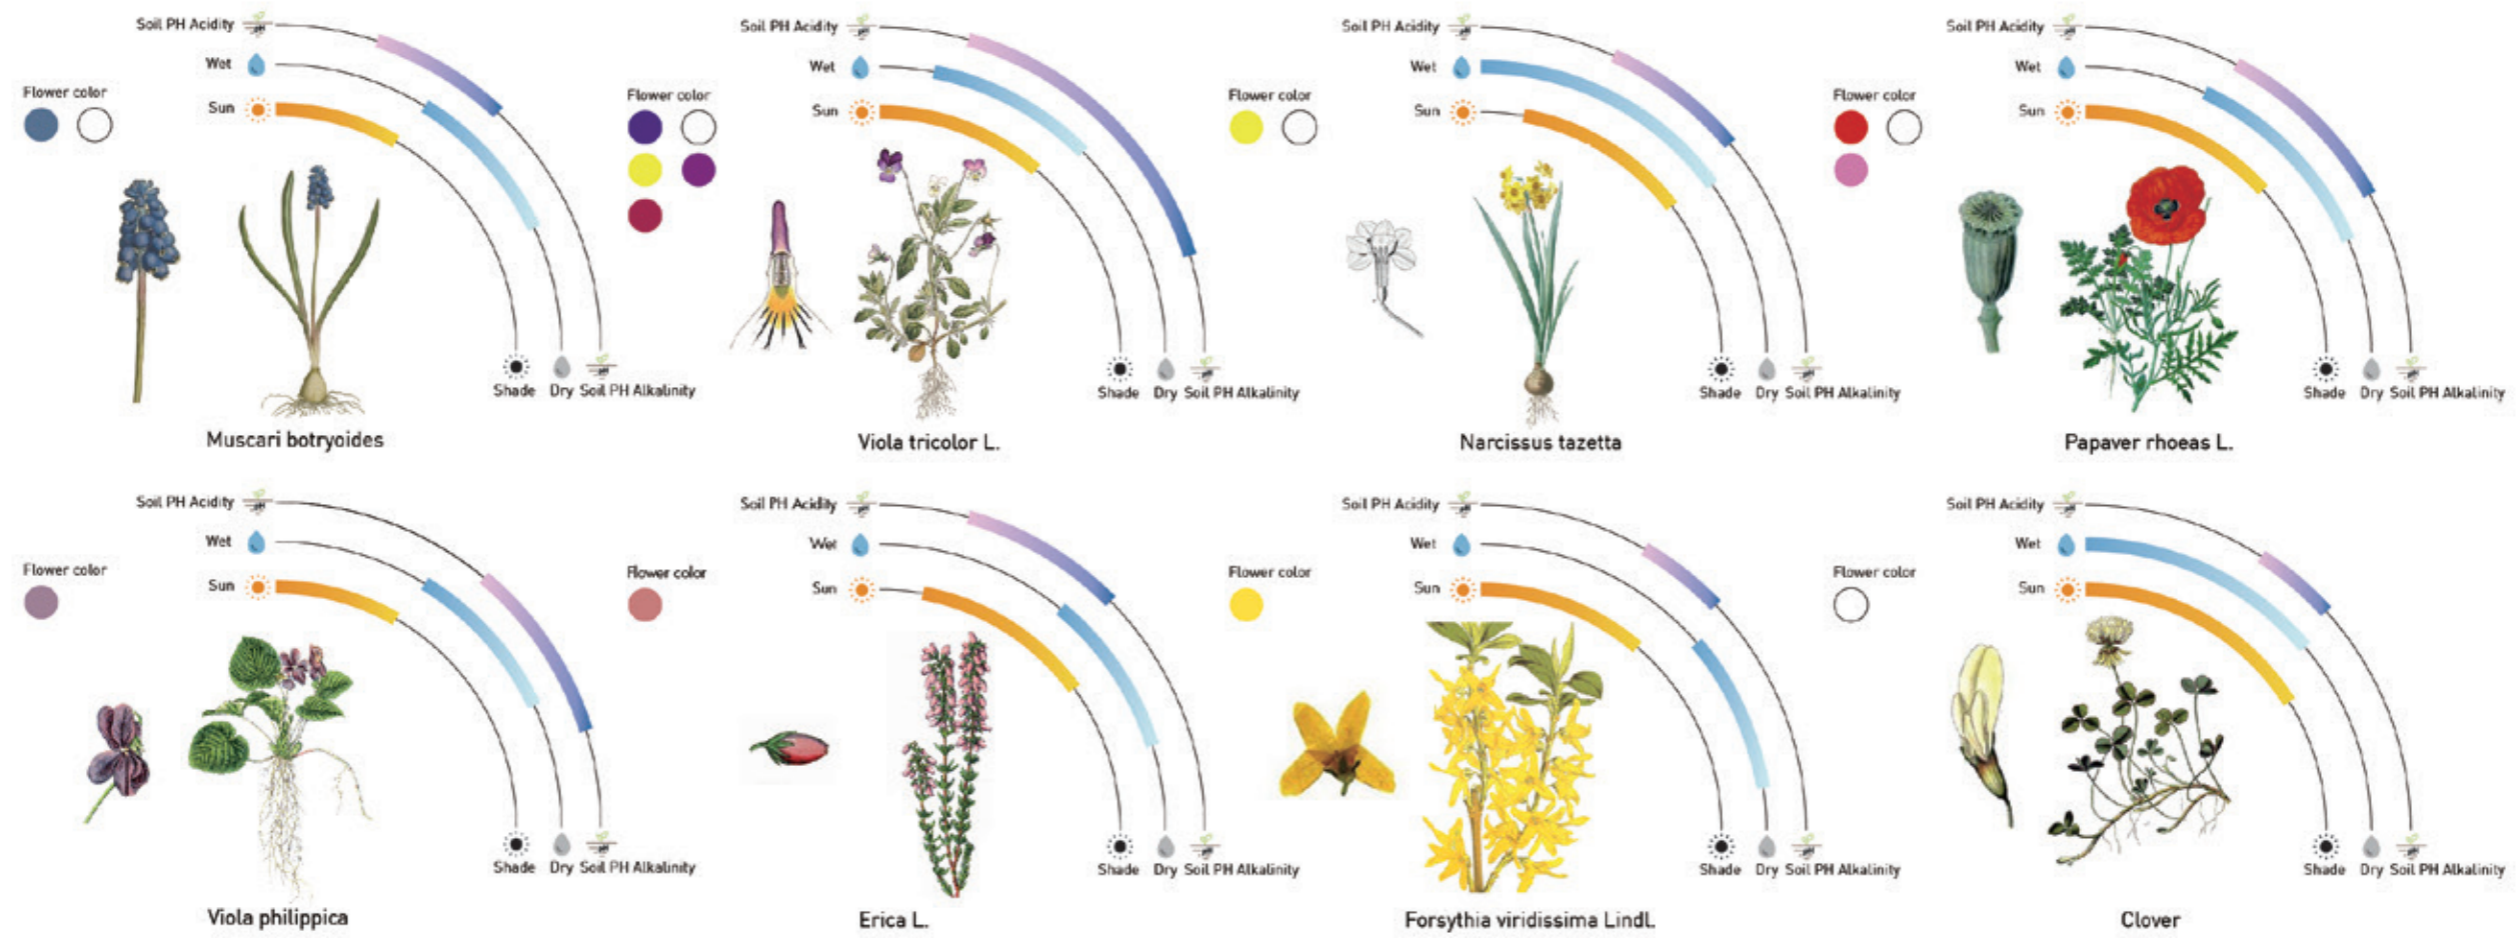 Soil PH Acidity
Wet
Sun
Flower color
Shade Dry Soil PH Alkalinity
Muscari botryoides
Soil PH Acidity
Wet
Sun
Flower color
Shade Dry Soil PH Alkalinity
Viola tricolor L.
Soil PH Acidity
Wet
Sun
Flower color
Shade Dry Soil PH Alkalinity
Narcissus tazetta
Soil PH Acidity
Wet
Sun
Flower color
Shade Dry Soil PH Alkalinity
Papaver rhoeas L.
Soil PH Acidity
Wet
Sun
Flower color
Shade Dry Soil PH Alkalinity
Viola philippica
Soil PH Acidity
Wet
Sun
Flower color
Shade Dry Soil PH Alkalinity
Erica L.
Soil PH Acidity
Wet
Sun
Flower color
Shade Dry Soil PH Alkalinity
Forsythia viridissima Lindl.
Soil PH Acidity
Wet
Sun
Flower color
Shade Dry Soil PH Alkalinity
Clover